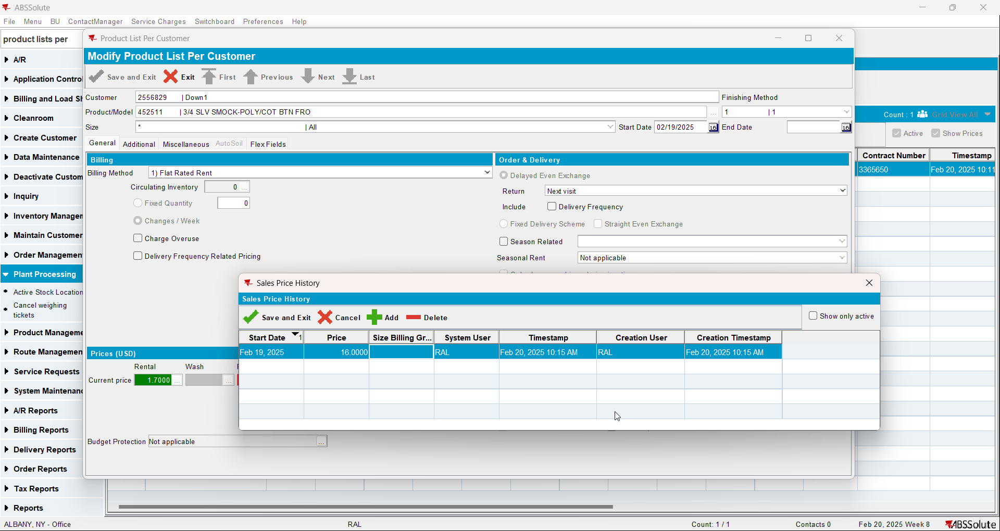 ABSSolute
File Menu BU ContactManager Service Charges Switchboard Preferences Help
product lists per
A/R
Application Control
Billing and Load Sh
Cleanroom
Create Customer
Data Maintenance
Deactivate Custom
Inquiry
Inventory Managem
Maintain Customer
Order Management
Plant Processing
Active Stock Location
Cancel weighing
tickets
Product Manageme
Route Managemen
Service Requests
System Maintenanc
A/R Reports
Billing Reports
Delivery Reports
Order Reports
Tax Reports
Reports
Product List Per Customer
Modify Product List Per Customer
Save and Exit Exit First Previous Next Last
Customer 2556829 | Down1 Finishing Method
Product/Model 452511 | 3/4 SLV SMOCK-POLY/COT BTN FRO ... 1 | 1
Size * | All Start Date 02/19/2025 16 End Date 16
General Additional Miscellaneous AutoSoil Flex Fields
Billing
Billing Method 1) Flat Rated Rent
Circulating Inventory 0 ...
Fixed Quantity 0
Changes / Week
Charge Overuse
Delivery Frequency Related Pricing
Order & Delivery
Delayed Even Exchange
Return Next visit
Include Delivery Frequency
Fixed Delivery Scheme Straight Even Exchange
Season Related
Seasonal Rent Not applicable
Prices (USD)
Rental Wash
Current price 1.7000 ... ...
Budget Protection Not applicable ...
Sales Price History
Sales Price History
Save and Exit Cancel Add Delete Show only active
Start Date 1 Price Size Billing Gr... System User Timestamp Creation User Creation Timestamp
Feb 19, 2025 16.0000 RAL Feb 20, 2025 10:15 AM RAL Feb 20, 2025 10:15 AM
Count : 1 Grid View All
Active Show Prices
Contract Number Timestamp
3365650 Feb 20, 2025 10:11
ALBANY, NY - Office RAL Count: 1 / 1 Contacts 0 Feb 20, 2025 Week 8 ABSSolute